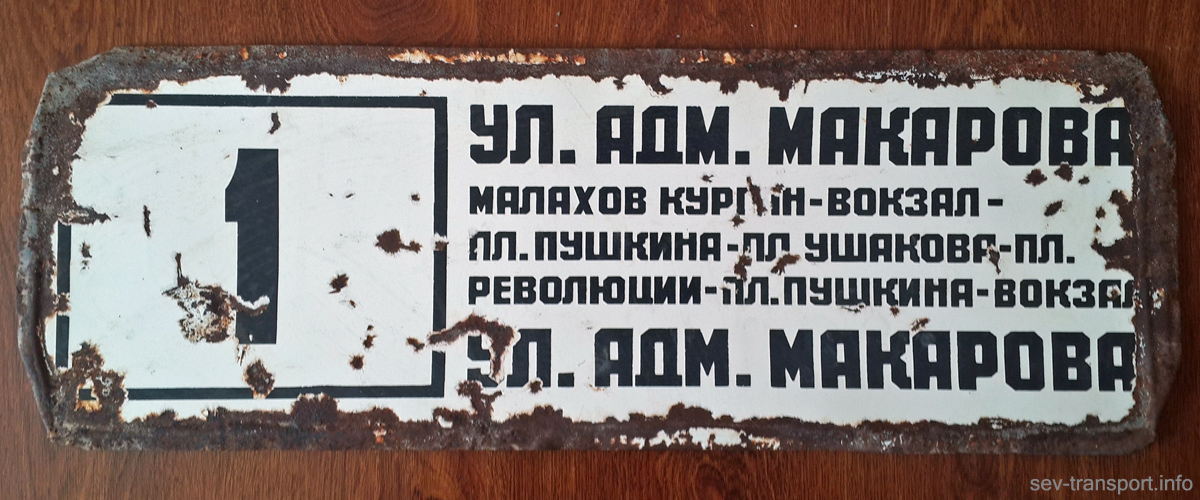 1
УЛ. АДМ. МАКАРОВА
МАЛАХОВ КУРГАН-ВОКЗАЛ-
ПЛ. ПУШКИНА-ПЛ. УШАКОВА-ПЛ.
РЕВОЛЮЦИИ-ПЛ. ПУШКИНА-ВОКЗАЛ
УЛ. АДМ. МАКАРОВА
sev-transport.info